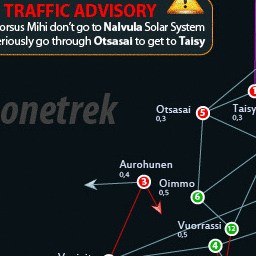 TRAFFIC ADVISORY
orsus Mihi don't go to Nalvula Solar System
eriously go through Otsasai to get to Taisy
onetrek
Otsasai
0,3
5
Taisy
0,3
1
Aurohunen
0,4
3
Oimmo
0,5
6
Vuorrassi
0,5
12
4